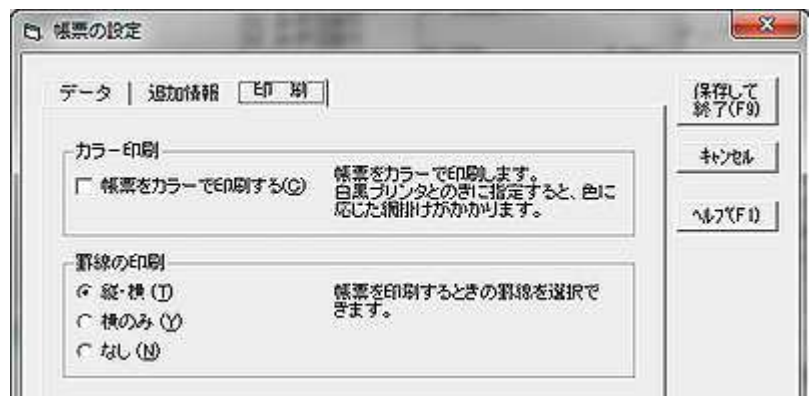 帳票の設定
データ
追加情報
印 刷
保存して
終了(F9)
キャンセル
ヘルプ(F1)
カラー印刷
帳票をカラーで印刷する(C)
帳票をカラーで印刷します。
白黒プリンタとのきに指定すると、色に
応じた網掛けがかかります。
罫線の印刷
縦・横 (T)
横のみ (Y)
なし (N)
帳票を印刷するときの罫線を選択で
きます。